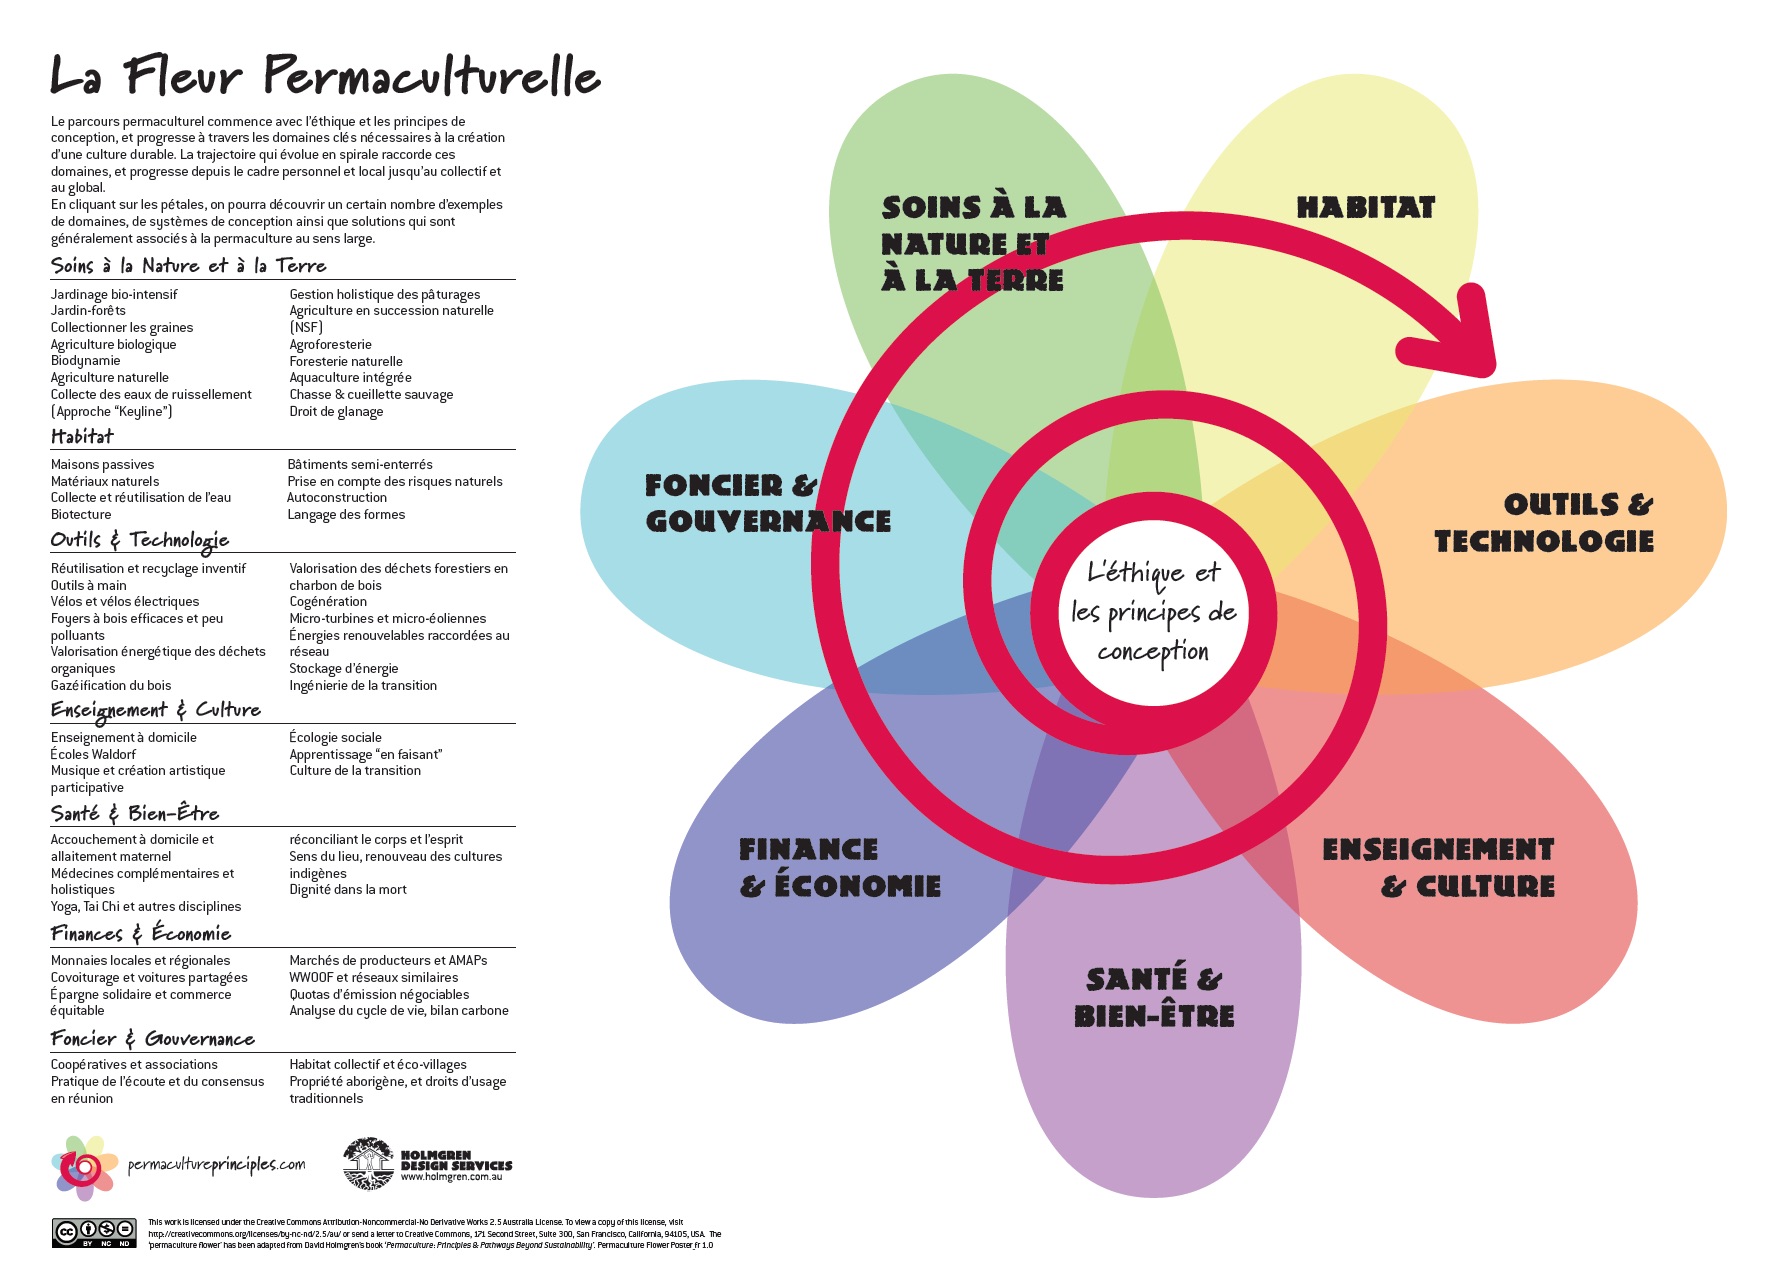 La Fleur Permaculturelle
Le parcours permaculturel commence avec l'éthique et les principes de
conception, et progresse à travers les domaines clés nécessaires à la création
d'une culture durable. La trajectoire qui évolue en spirale raccorde ces
domaines, et progresse depuis le cadre personnel et local jusqu'au collectif et
au global.
En cliquant sur les pétales, on pourra découvrir un certain nombre d'exemples
de domaines, de systèmes de conception ainsi que solutions qui sont
généralement associés à la permaculture au sens large.
Soins à la Nature et à la Terre
Jardinage bio-intensif
Jardin-forêts
Collectionner les graines
Agriculture biologique
Biodynamie
Agriculture naturelle
Collecte des eaux de ruissellement
(Approche “Keyline”)
Gestion holistique des pâturages
Agriculture en succession naturelle
(NSF)
Agroforesterie
Foresterie naturelle
Aquaculture intégrée
Chasse & cueillette sauvage
Droit de glanage
Habitat
Maisons passives
Matériaux naturels
Collecte et réutilisation de l'eau
Biotecture
Bâtiments semi-enterrés
Prise en compte des risques naturels
Autoconstruction
Langage des formes
Outils & Technologie
Réutilisation et recyclage inventif
Outils à main
Vélos et vélos électriques
Foyers à bois efficaces et peu
polluants
Valorisation énergétique des déchets
organiques
Gazéification du bois
Valorisation des déchets forestiers en
charbon de bois
Cogénération
Micro-turbines et micro-éoliennes
Énergies renouvelables raccordées au
réseau
Stockage d'énergie
Ingénierie de la transition
Enseignement & Culture
Enseignement à domicile
Écoles Waldorf
Musique et création artistique
participative
Écologie sociale
Apprentissage “en faisant”
Culture de la transition
Santé & Bien-Être
Accouchement à domicile et
allaitement maternel
Médecines complémentaires et
holistiques
Yoga, Tai Chi et autres disciplines
réconciliant le corps et l'esprit
Sens du lieu, renouveau des cultures
indigènes
Dignité dans la mort
Finances & Économie
Monnaies locales et régionales
Covoiturage et voitures partagées
Épargne solidaire et commerce
équitable
Marchés de producteurs et AMAPs
WWOOF et réseaux similaires
Quotas d'émission négociables
Analyse du cycle de vie, bilan carbone
Foncier & Gouvernance
Coopératives et associations
Pratique de l'écoute et du consensus
en réunion
Habitat collectif et éco-villages
Propriété aborigène, et droits d'usage
traditionnels
permacultureprinciples.com
HOLMGREN
DESIGN SERVICES
www.holmgren.com.au
cc BY NC ND
This work is licensed under the Creative Commons Attribution-Noncommercial-No Derivative Works 2.5 Australia License. To view a copy of this license, visit
http://creativecommons.org/licenses/by-nc-nd/2.5/au/ or send a letter to Creative Commons, 171 Second Street, Suite 300, San Francisco, California, 94105, USA. The
'permaculture flower' has been adapted from David Holmgren's book 'Permaculture: Principles & Pathways Beyond Sustainability'. Permaculture Flower Poster_fr 1.0
SOINS À LA
NATURE ET
À LA TERRE
HABITAT
FONCIER &
GOUVERNANCE
OUTILS &
TECHNOLOGIE
L'éthique et
les principes de
conception
FINANCE
& ÉCONOMIE
ENSEIGNEMENT
& CULTURE
SANTÉ &
BIEN-ÊTRE